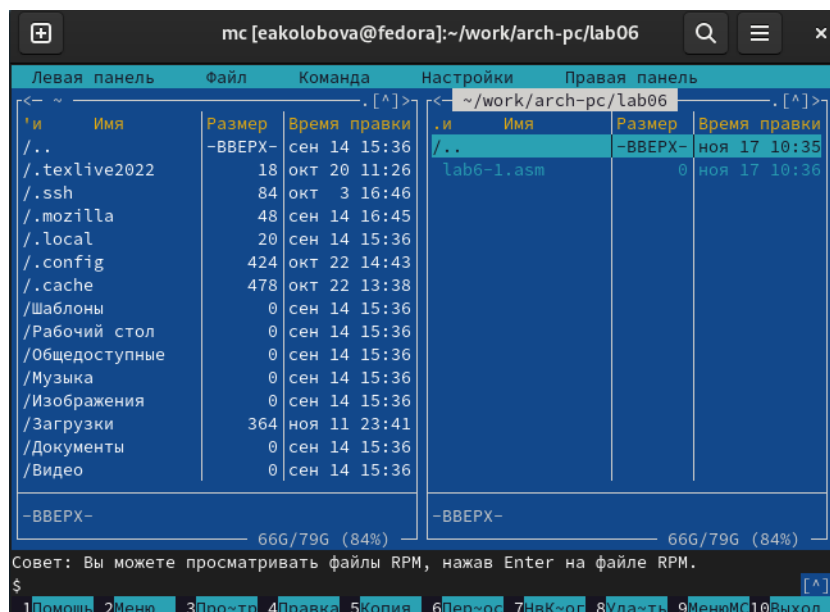 mc [eakolobova@fedora]:~/work/arch-pc/lab06
Левая панель Файл Команда Настройки Правая панель
<— ~ .[^]> <— ~/work/arch-pc/lab06 .[^]>
'и Имя Размер Время правки .и Имя Размер Время правки
/.. -ВВЕРХ- сен 14 15:36 /.. -ВВЕРХ- ноя 17 10:35
/.texlive2022 18 окт 20 11:26 lab6-1.asm 0 ноя 17 10:36
/.ssh 84 окт 3 16:46
/.mozilla 48 сен 14 16:45
/.local 20 сен 14 15:36
/.config 424 окт 22 14:43
/.cache 478 окт 22 13:38
/Шаблоны 0 сен 14 15:36
/Рабочий стол 0 сен 14 15:36
/Общедоступные 0 сен 14 15:36
/Музыка 0 сен 14 15:36
/Изображения 0 сен 14 15:36
/Загрузки 364 ноя 11 23:41
/Документы 0 сен 14 15:36
/Видео 0 сен 14 15:36
-ВВЕРХ- -ВВЕРХ-
66G/79G (84%) 66G/79G (84%)
Совет: Вы можете просматривать файлы RPM, нажав Enter на файле RPM.
$ [^]
1Помощь 2Меню 3Про~тр 4Правка 5Копия 6Пер~ос 7НвК~ог 8Уда~ть 9МенюMC 10Выход